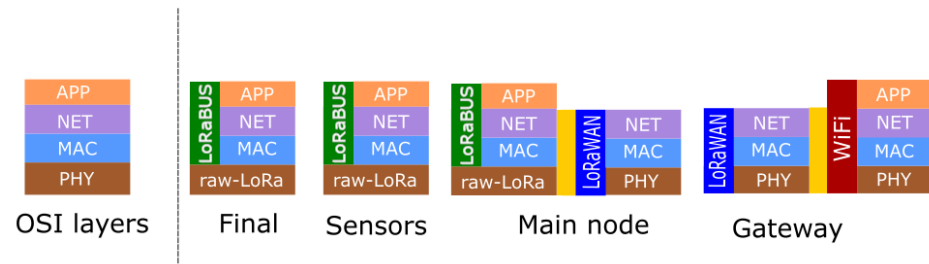 APP
NET
MAC
PHY
OSI layers
LoRaBUS
APP
NET
MAC
raw-LoRa
Final
LoRaBUS
APP
NET
MAC
raw-LoRa
Sensors
LoRaBUS
APP
NET
MAC
raw-LoRa
LoRaWAN
NET
MAC
PHY
Main node
LoRaWAN
NET
MAC
PHY
WiFi
APP
NET
MAC
PHY
Gateway